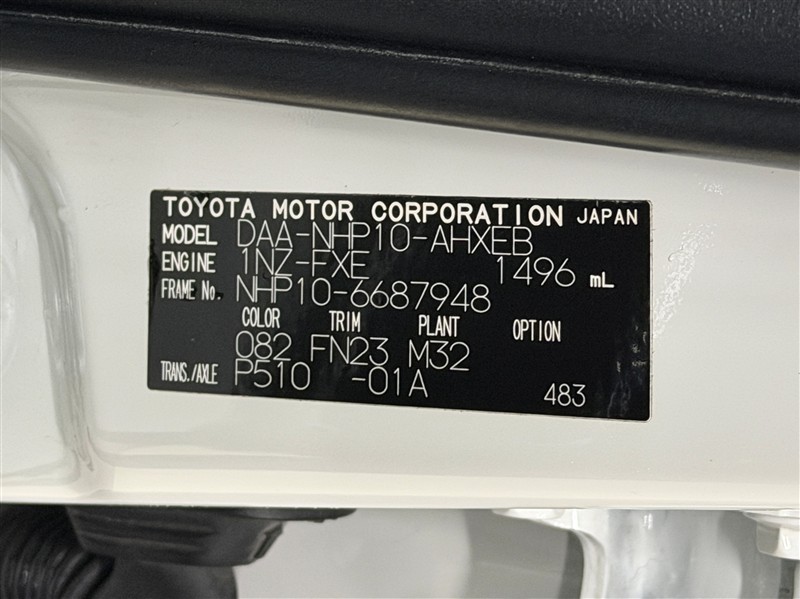 TOYOTA MOTOR CORPORATION JAPAN
MODEL DAA-NHP10-AHXEB
ENGINE 1NZ-FXE 1496 mL
FRAME No. NHP10-6687948
COLOR TRIM PLANT OPTION
082 FN23 M32
TRANS./AXLE P510 -01A 483